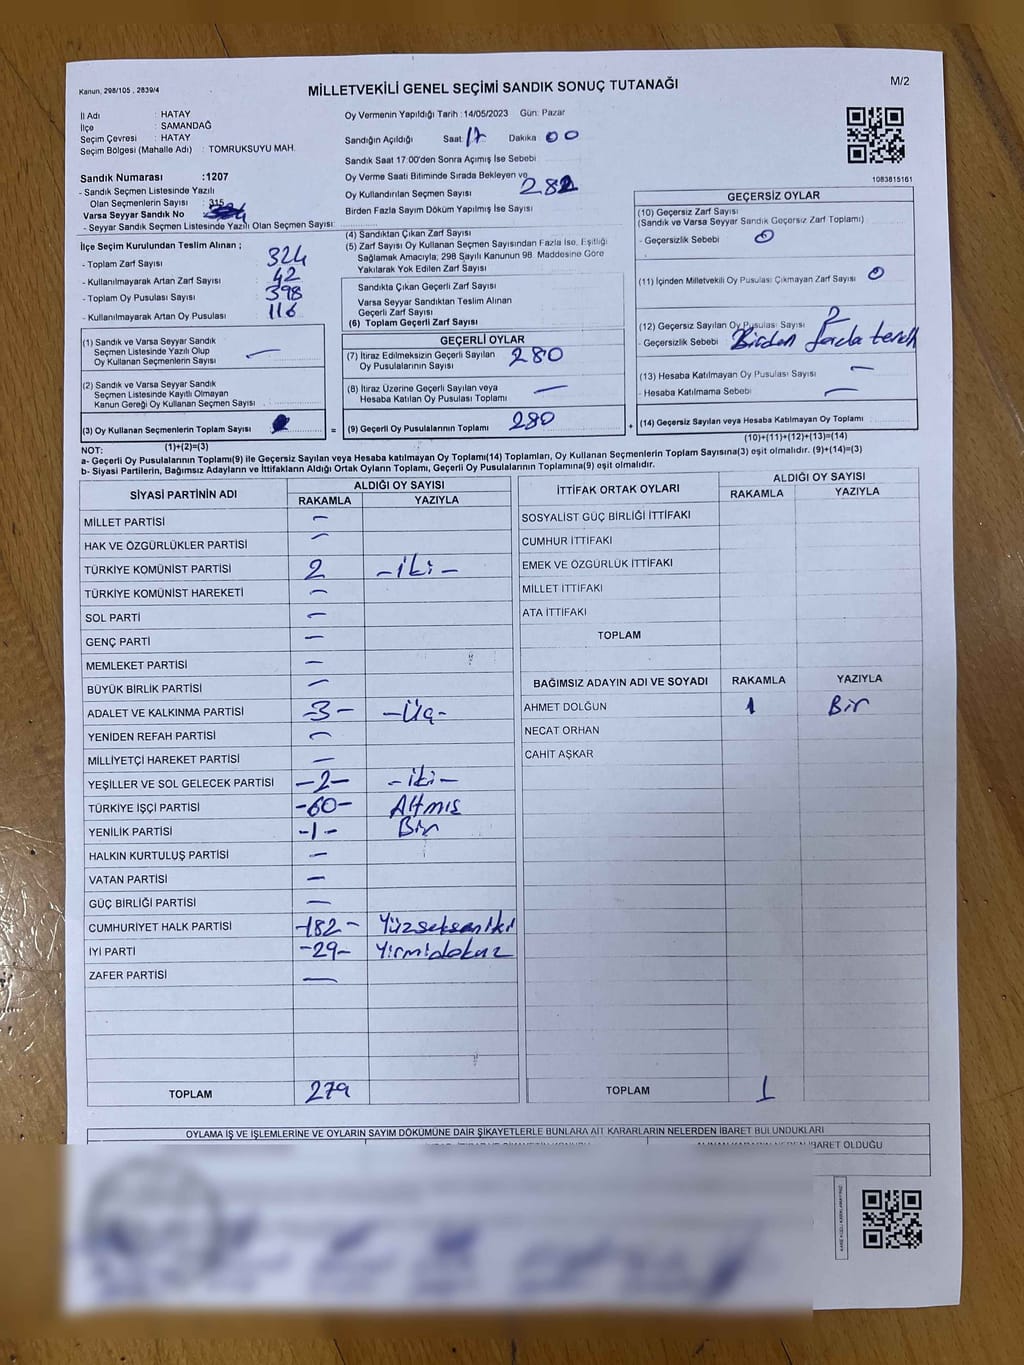 Kanun, 298/105 , 2839/4
MİLLETVEKİLİ GENEL SEÇİMİ SANDIK SONUÇ TUTANAĞI
M/2
İl Adı : HATAY
İlçe : SAMANDAĞ
Seçim Çevresi : HATAY
Seçim Bölgesi (Mahalle Adı) : TOMRUKSUYU MAH.
Sandık Numarası :1207
- Sandık Seçmen Listesinde Yazılı
Olan Seçmenlerin Sayısı : 315
Varsa Seyyar Sandık No
- Seyyar Sandık Seçmen Listesinde Yazılı Olan Seçmen Sayısı:
Oy Vermenin Yapıldığı Tarih :14/05/2023 Gün: Pazar
Sandığın Açıldığı Saat 17 Dakika 00
Sandık Saat 17:00'den Sonra Açımış İse Sebebi
Oy Verme Saati Bitiminde Sırada Bekleyen ve
Oy Kullandırılan Seçmen Sayısı 282
Birden Fazla Sayım Döküm Yapılmış İse Sayısı
1083815161
İlçe Seçim Kurulundan Teslim Alınan ;
- Toplam Zarf Sayısı : 324
- Kullanılmayarak Artan Zarf Sayısı : 42
- Toplam Oy Pusulası Sayısı : 398
- Kullanılmayarak Artan Oy Pusulası : 116
(1) Sandık ve Varsa Seyyar Sandık
Seçmen Listesinde Yazılı Olup
Oy Kullanan Seçmenlerin Sayısı —
(2) Sandık ve Varsa Seyyar Sandık
Seçmen Listesinde Kayıtlı Olmayan
Kanun Gereği Oy Kullanan Seçmen Sayısı
(3) Oy Kullanan Seçmenlerin Toplam Sayısı
=
(1)+(2)=(3)
(4) Sandıktan Çıkan Zarf Sayısı
(5) Zarf Sayısı Oy Kullanan Seçmen Sayısından Fazla İse, Eşitliği
Sağlamak Amacıyla; 298 Sayılı Kanunun 98. Maddesine Göre
Yakılarak Yok Edilen Zarf Sayısı
Sandıkta Çıkan Geçerli Zarf Sayısı
Varsa Seyyar Sandıktan Teslim Alınan
Geçerli Zarf Sayısı
(6) Toplam Geçerli Zarf Sayısı
GEÇERLİ OYLAR
(7) İtiraz Edilmeksizin Geçerli Sayılan
Oy Pusulalarının Sayısı 280
(8) İtiraz Üzerine Geçerli Sayılan veya
Hesaba Katılan Oy Pusulası Toplamı —
(9) Geçerli Oy Pusulalarının Toplamı 280
+
GEÇERSİZ OYLAR
(10) Geçersiz Zarf Sayısı
(Sandık ve Varsa Seyyar Sandık Geçersiz Zarf Toplamı)
- Geçersizlik Sebebi 0
(11) İçinden Milletvekili Oy Pusulası Çıkmayan Zarf Sayısı 0
(12) Geçersiz Sayılan Oy Pusulası Sayısı 2
- Geçersizlik Sebebi Birden fazla tercih
(13) Hesaba Katılmayan Oy Pusulası Sayısı —
- Hesaba Katılmama Sebebi —
(14) Geçersiz Sayılan veya Hesaba Katılmayan Oy Toplamı
(10)+(11)+(12)+(13)=(14)
NOT:
a- Geçerli Oy Pusulalarının Toplamı(9) ile Geçersiz Sayılan veya Hesaba Katılmayan Oy Toplamı(14) Toplamları, Oy Kullanan Seçmenlerin Toplam Sayısına(3) eşit olmalıdır. (9)+(14)=(3)
b- Siyasi Partilerin, Bağımsız Adayların ve İttifakların Aldığı Ortak Oyların Toplamı, Geçerli Oy Pusulalarının Toplamına(9) eşit olmalıdır.
SİYASİ PARTİNİN ADI
ALDIĞI OY SAYISI
RAKAMLA YAZIYLA
MİLLET PARTİSİ —
HAK VE ÖZGÜRLÜKLER PARTİSİ —
TÜRKİYE KOMÜNİST PARTİSİ 2 -iki-
TÜRKİYE KOMÜNİST HAREKETİ —
SOL PARTİ —
GENÇ PARTİ —
MEMLEKET PARTİSİ —
BÜYÜK BİRLİK PARTİSİ —
ADALET VE KALKINMA PARTİSİ -3- -Üç-
YENİDEN REFAH PARTİSİ —
MİLLİYETÇİ HAREKET PARTİSİ —
YEŞİLLER VE SOL GELECEK PARTİSİ -2- -iki-
TÜRKİYE İŞÇİ PARTİSİ -60- Altmış
YENİLİK PARTİSİ -1- Bir
HALKIN KURTULUŞ PARTİSİ —
VATAN PARTİSİ —
GÜÇ BİRLİĞİ PARTİSİ —
CUMHURİYET HALK PARTİSİ -182- Yüzsekseniki
İYİ PARTİ -29- Yirmidokuz
ZAFER PARTİSİ —
TOPLAM 279
İTTİFAK ORTAK OYLARI
ALDIĞI OY SAYISI
RAKAMLA YAZIYLA
SOSYALİST GÜÇ BİRLİĞİ İTTİFAKI
CUMHUR İTTİFAKI
EMEK VE ÖZGÜRLÜK İTTİFAKI
MİLLET İTTİFAKI
ATA İTTİFAKI
TOPLAM
BAĞIMSIZ ADAYIN ADI VE SOYADI RAKAMLA YAZIYLA
AHMET DOLĞUN 1 Bir
NECAT ORHAN
CAHİT AŞKAR
TOPLAM 1
OYLAMA İŞ VE İŞLEMLERİNE VE OYLARIN SAYIM DÖKÜMÜNE DAİR ŞİKAYETLERLE BUNLARA AİT KARARLARIN NELERDEN İBARET BULUNDUKLARI
İBARET OLDUĞU